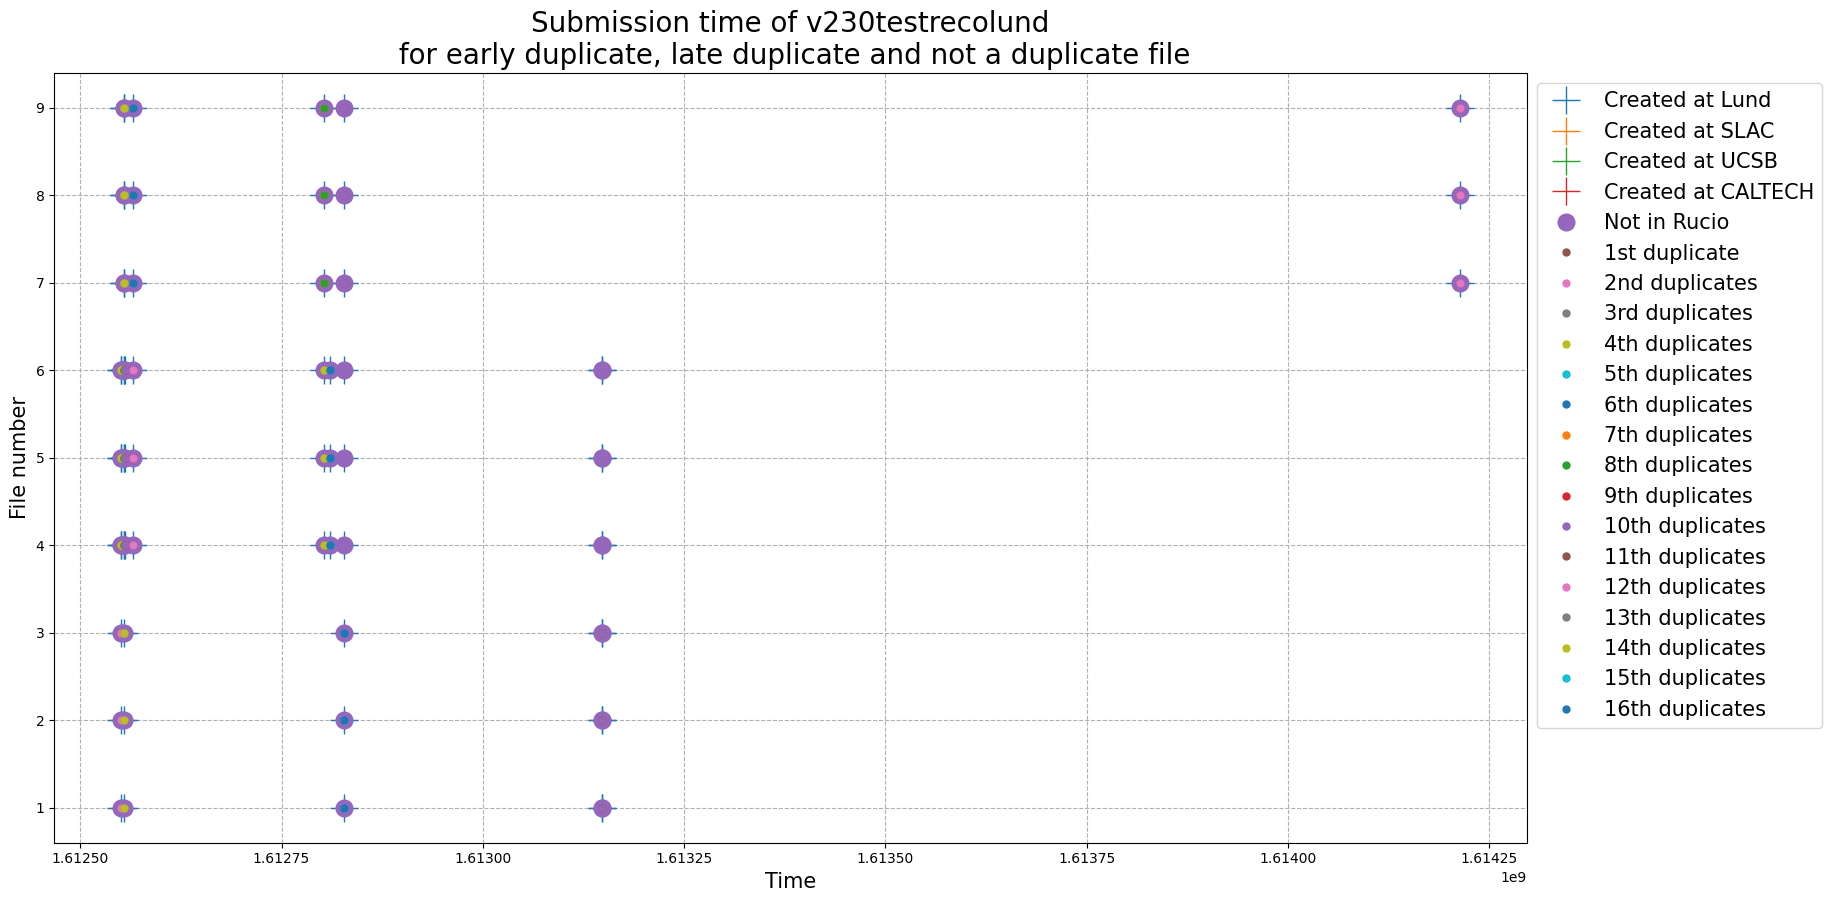 Submission time of v230testrecolund
for early duplicate, late duplicate and not a duplicate file
File number
9
8
7
6
5
4
3
2
1
1.61250 1.61275 1.61300 1.61325 1.61350 1.61375 1.61400 1.61425
1e9
Time
Created at Lund
Created at SLAC
Created at UCSB
Created at CALTECH
Not in Rucio
1st duplicate
2nd duplicates
3rd duplicates
4th duplicates
5th duplicates
6th duplicates
7th duplicates
8th duplicates
9th duplicates
10th duplicates
11th duplicates
12th duplicates
13th duplicates
14th duplicates
15th duplicates
16th duplicates